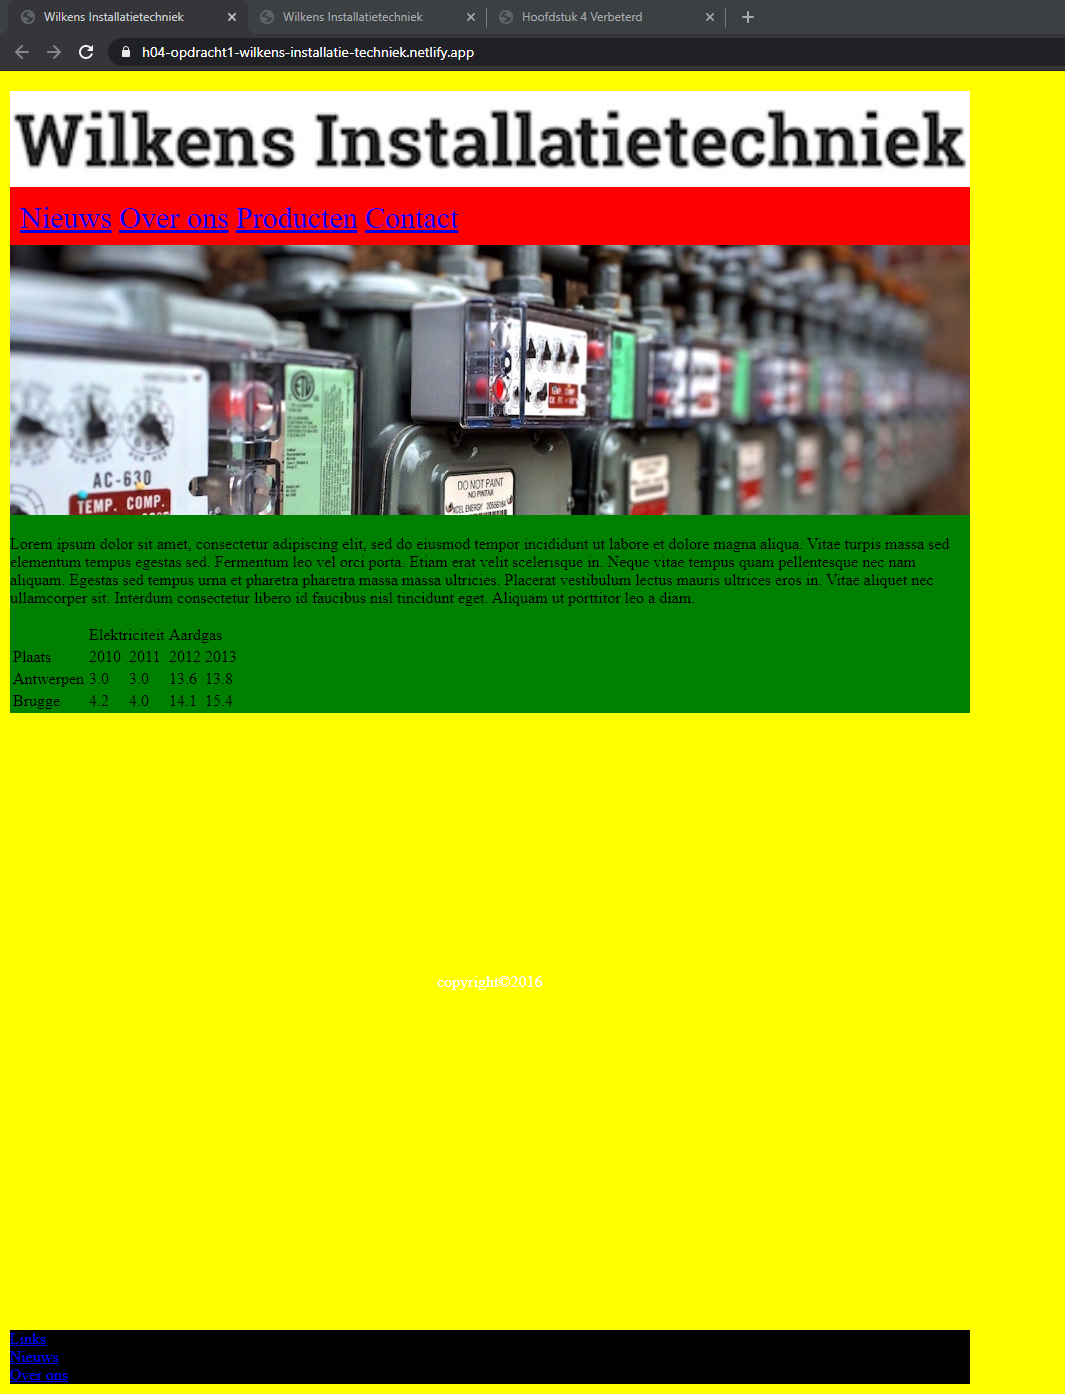 Wilkens Installatietechniek
Wilkens Installatietechniek
Hoofdstuk 4 Verbeterd
h04-opdracht1-wilkens-installatie-techniek.netlify.app
Wilkens Installatietechniek
Nieuws Over ons Producten Contact
AC-630
TEMP. COMP.
TEMP. COMP.
DO NOT PAINT
NO PINTAR
XCEL ENERGY
Lorem ipsum dolor sit amet, consectetur adipiscing elit, sed do eiusmod tempor incididunt ut labore et dolore magna aliqua. Vitae turpis massa sed
elementum tempus egestas sed. Fermentum leo vel orci porta. Etiam erat velit scelerisque in. Neque vitae tempus quam pellentesque nec nam
aliquam. Egestas sed tempus urna et pharetra pharetra massa massa ultricies. Placerat vestibulum lectus mauris ultrices eros in. Vitae aliquet nec
ullamcorper sit. Interdum consectetur libero id faucibus nisl tincidunt eget. Aliquam ut porttitor leo a diam.
Elektriciteit Aardgas
Plaats 2010 2011 2012 2013
Antwerpen 3.0 3.0 13.6 13.8
Brugge 4.2 4.0 14.1 15.4
copyright©2016
Links
Nieuws
Over ons